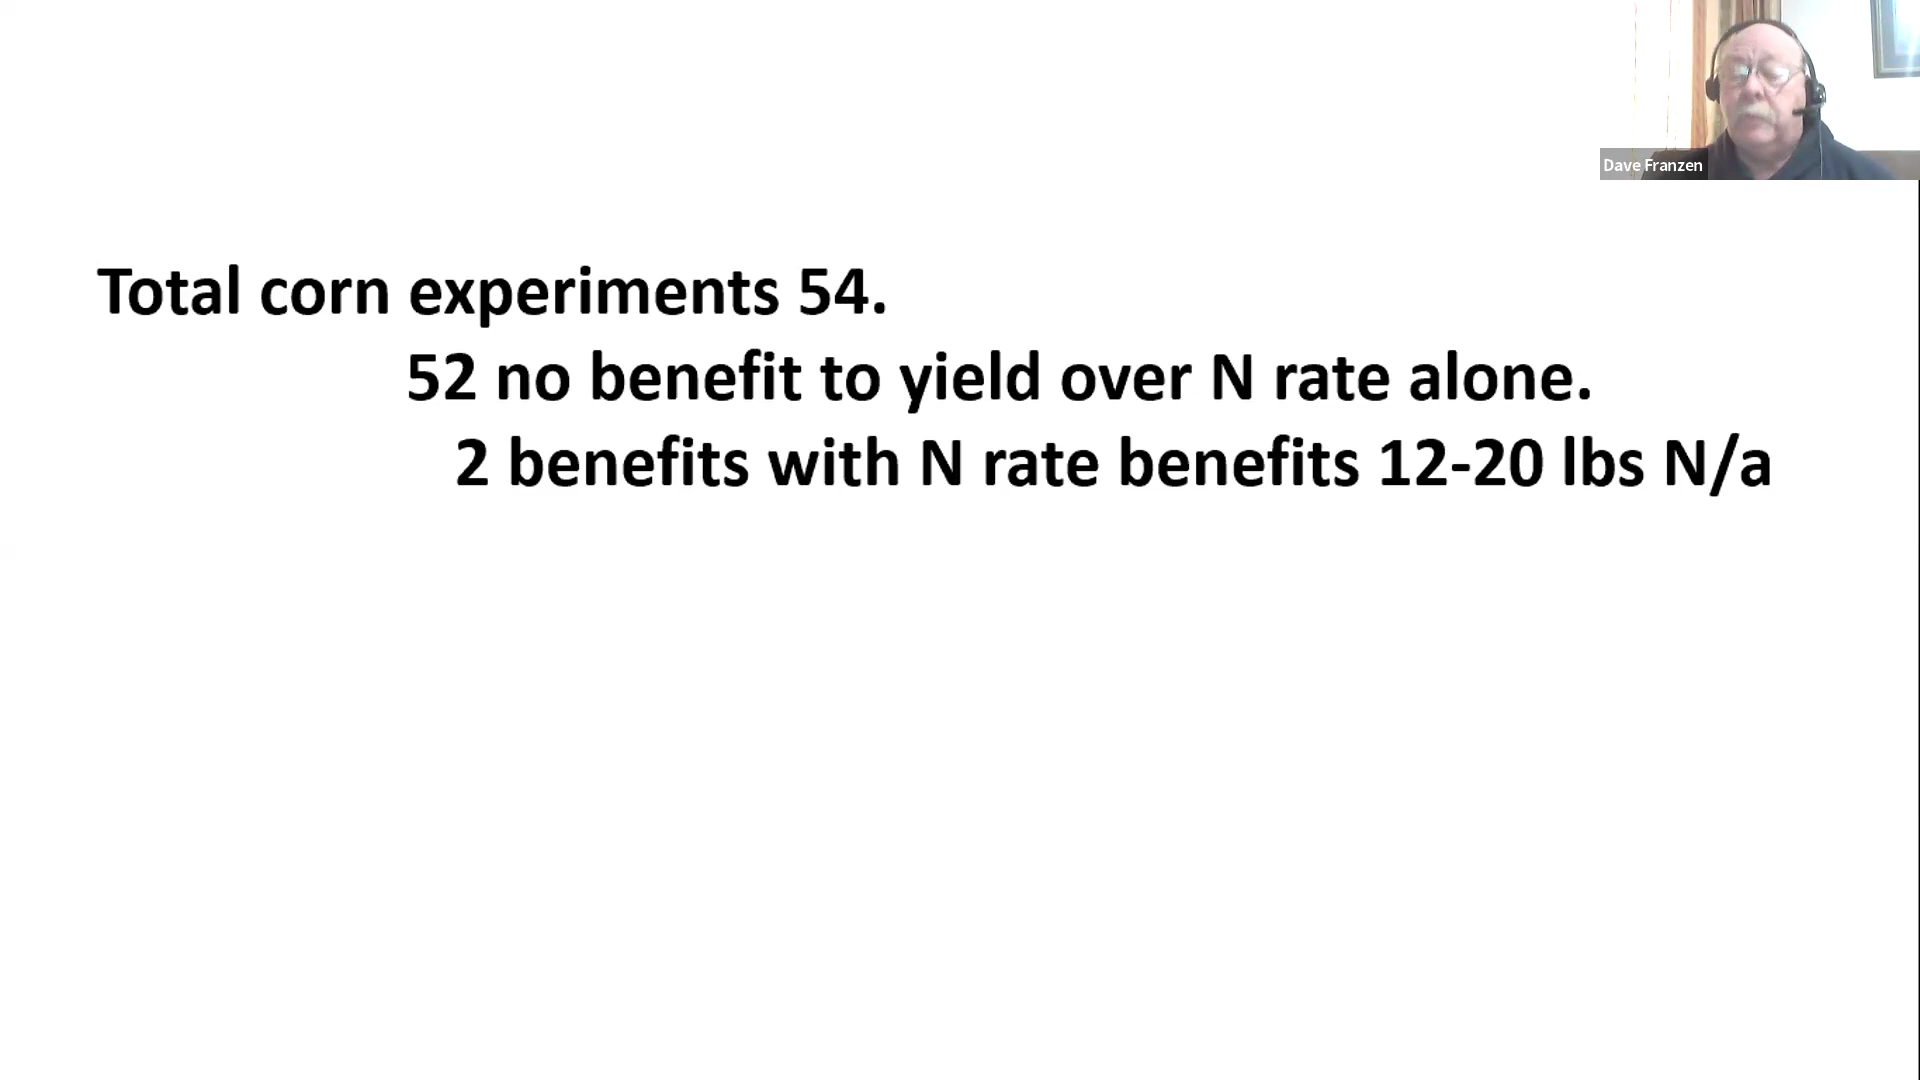 Dave Franzen
Total corn experiments 54.
52 no benefit to yield over N rate alone.
2 benefits with N rate benefits 12-20 lbs N/a